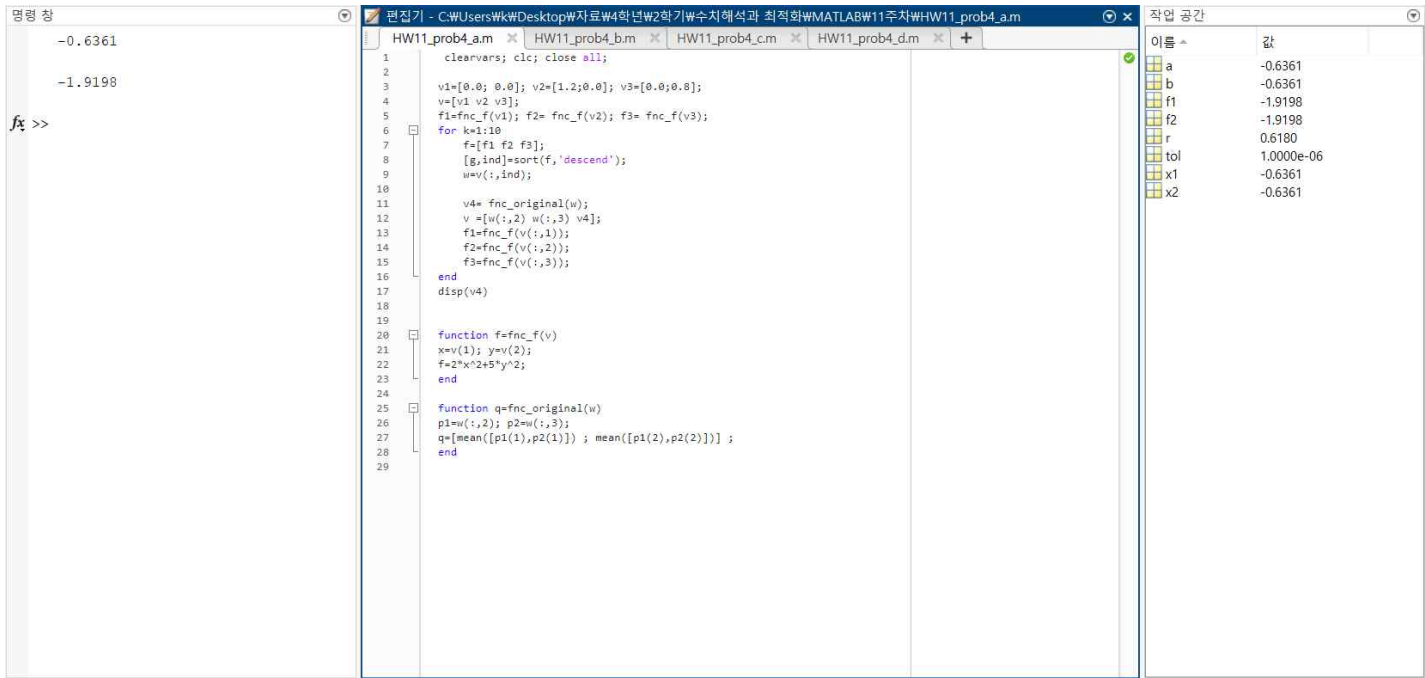 명령 창
-0.6361
-1.9198
fx >>
편집기 - C:₩Users₩k₩Desktop₩자료₩4학년₩2학기₩수치해석과 최적화₩MATLAB₩11주차₩HW11_prob4_a.m
HW11_prob4_a.m HW11_prob4_b.m HW11_prob4_c.m HW11_prob4_d.m +
1 clearvars; clc; close all;
2
3 v1=[0.0; 0.0]; v2=[1.2;0.0]; v3=[0.0;0.8];
4 v=[v1 v2 v3];
5 f1=fnc_f(v1); f2= fnc_f(v2); f3= fnc_f(v3);
6 for k=1:10
7 f=[f1 f2 f3];
8 [g,ind]=sort(f,'descend');
9 w=v(:,ind);
10
11 v4= fnc_original(w);
12 v =[w(:,2) w(:,3) v4];
13 f1=fnc_f(v(:,1));
14 f2=fnc_f(v(:,2));
15 f3=fnc_f(v(:,3));
16 end
17 disp(v4)
18
19
20 function f=fnc_f(v)
21 x=v(1); y=v(2);
22 f=2*x^2+5*y^2;
23 end
24
25 function q=fnc_original(w)
26 p1=w(:,2); p2=w(:,3);
27 q=[mean([p1(1),p2(1)]) ; mean([p1(2),p2(2)])] ;
28 end
29
작업 공간
이름 값
a -0.6361
b -0.6361
f1 -1.9198
f2 -1.9198
r 0.6180
tol 1.0000e-06
x1 -0.6361
x2 -0.6361